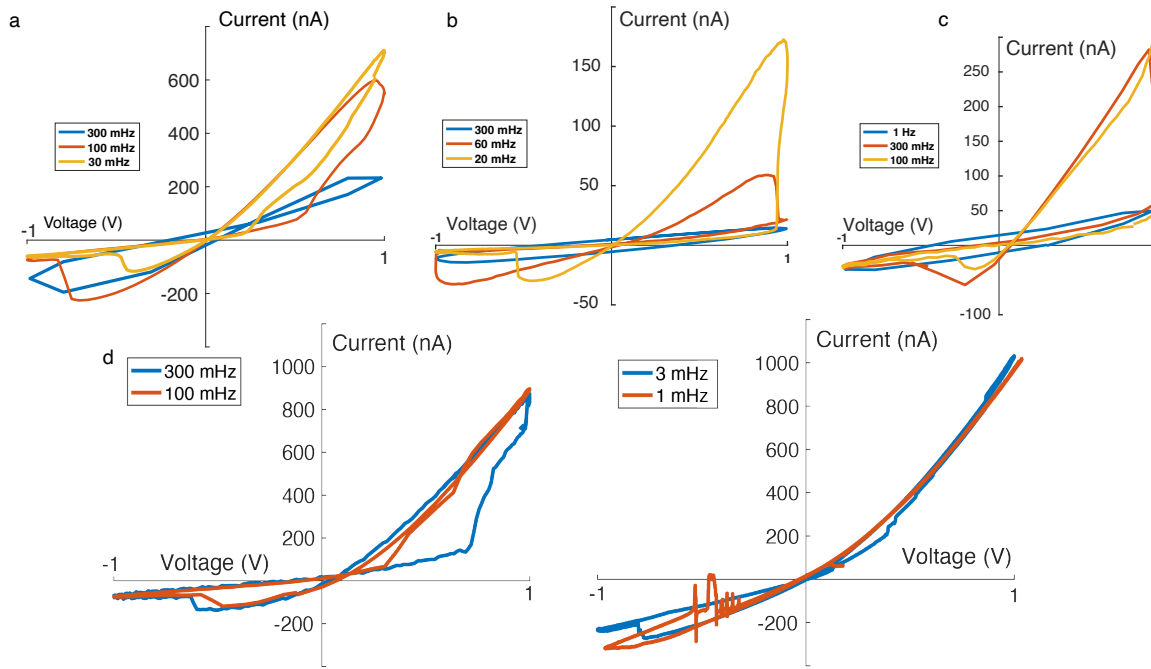 a
Current (nA)
600
400
200
-200
300 mHz
100 mHz
30 mHz
Voltage (V)
-1
1
b
Current (nA)
150
100
50
-50
300 mHz
60 mHz
20 mHz
Voltage (V)
-1
1
c
Current (nA)
250
200
150
100
50
-100
1 Hz
300 mHz
100 mHz
Voltage (V)
-1
d
Current (nA)
1000
800
600
400
200
-200
300 mHz
100 mHz
Voltage (V)
-1
1
Current (nA)
1000
800
600
400
200
-200
3 mHz
1 mHz
Voltage (V)
-1
1